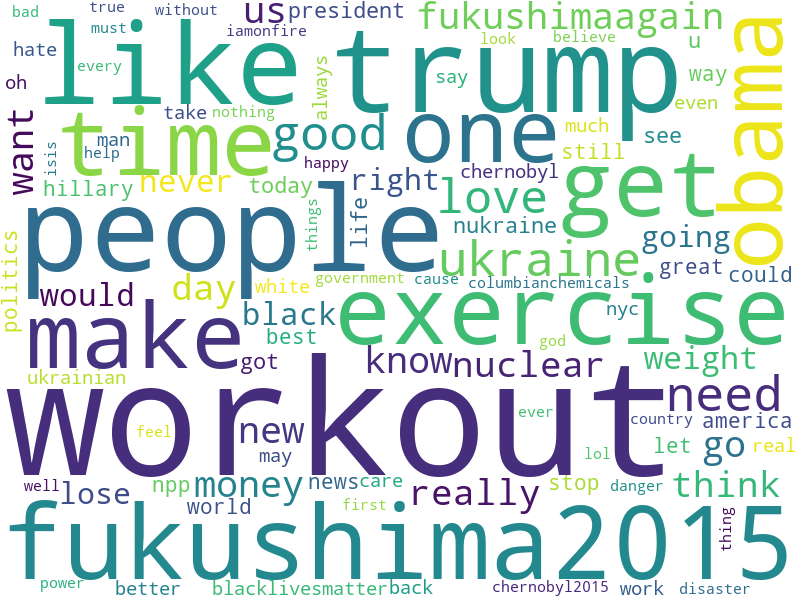 bad
true
without
us
president
fukushimaagain
must
iamonfire
like
trump
look
believe
u
obama
hate
every
oh
say
way
always
take
nothing
even
want
time
good
one
much
see
man
help
isis
happy
still
hillary
never
today
right
chernobyl
love
get
people
life
things
nukraine
going
politics
ukraine
great
could
would
day
white
government
cause
columbianchemicals
black
nyc
exercise
make
best
god
got
know
nuclear
weight
ukrainian
workout
need
new
feel
ever
country
america
may
lol
let
go
real
well
lose
npp
money
news
care
really
stop
danger
think
world
first
fukushima2015
thing
power
better
blacklivesmatter
back
chernobyl2015
work
disaster